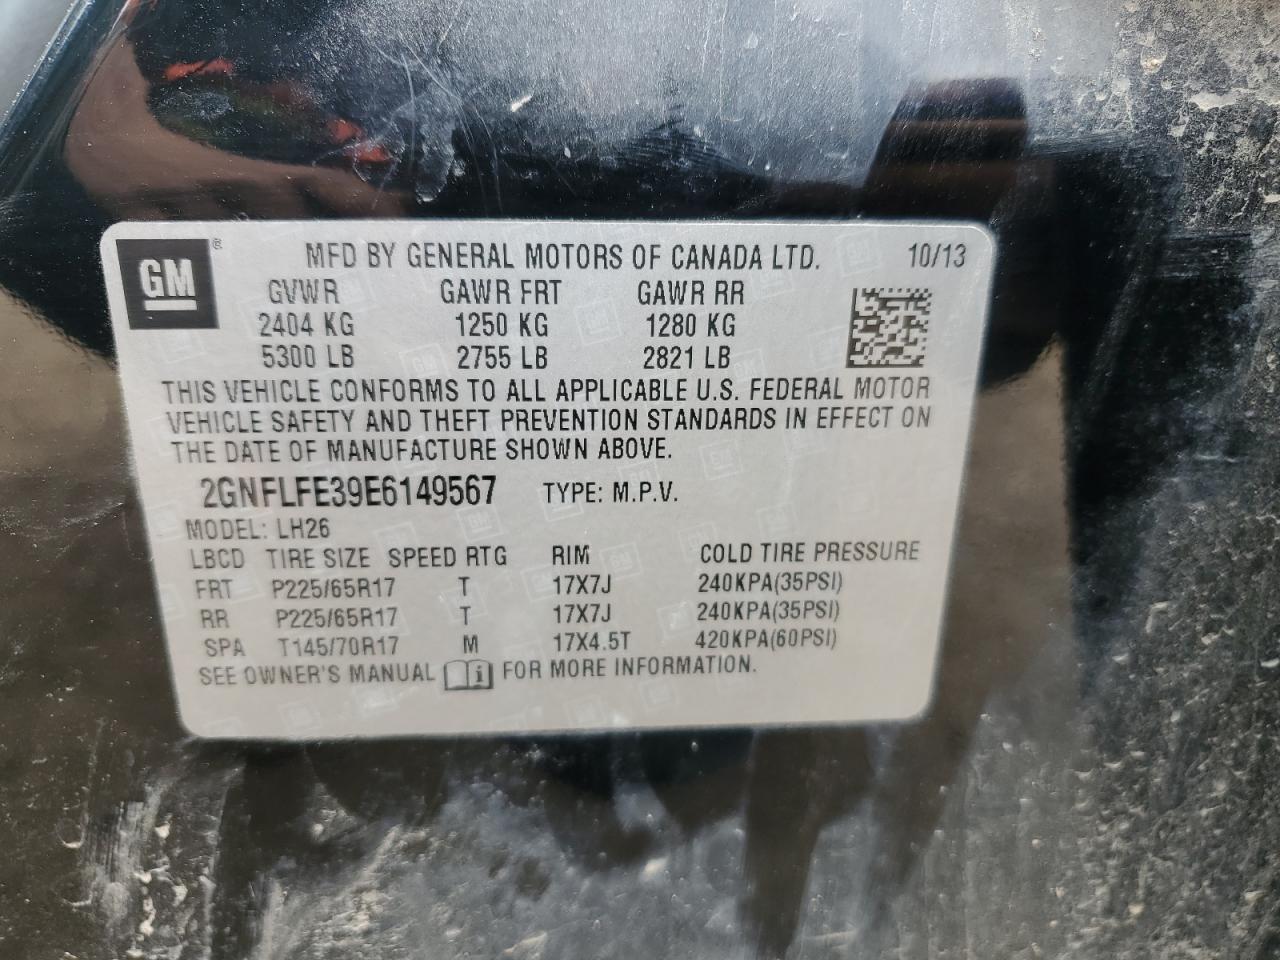 GM® MFD BY GENERAL MOTORS OF CANADA LTD. 10/13
GVWR GAWR FRT GAWR RR
2404 KG 1250 KG 1280 KG
5300 LB 2755 LB 2821 LB
THIS VEHICLE CONFORMS TO ALL APPLICABLE U.S. FEDERAL MOTOR
VEHICLE SAFETY AND THEFT PREVENTION STANDARDS IN EFFECT ON
THE DATE OF MANUFACTURE SHOWN ABOVE.
2GNFLFE39E6149567 TYPE: M.P.V.
MODEL: LH26
LBCD TIRE SIZE SPEED RTG RIM COLD TIRE PRESSURE
FRT P225/65R17 T 17X7J 240KPA(35PSI)
RR P225/65R17 T 17X7J 240KPA(35PSI)
SPA T145/70R17 M 17X4.5T 420KPA(60PSI)
SEE OWNER'S MANUAL i FOR MORE INFORMATION.